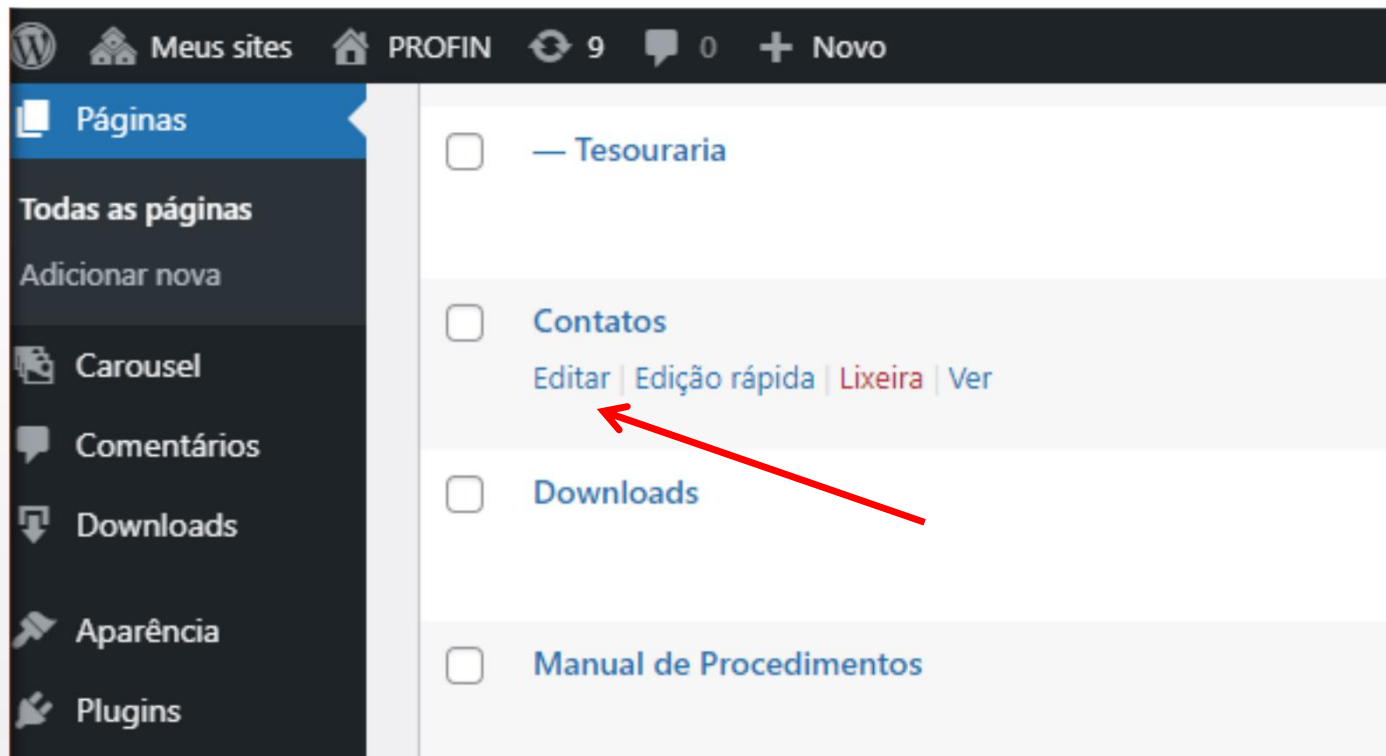 Meus sites PROFIN 9 0 Novo
Páginas
Todas as páginas
Adicionar nova
Carousel
Comentários
Downloads
Aparência
Plugins
— Tesouraria
Contatos
Editar | Edição rápida | Lixeira | Ver
Downloads
Manual de Procedimentos